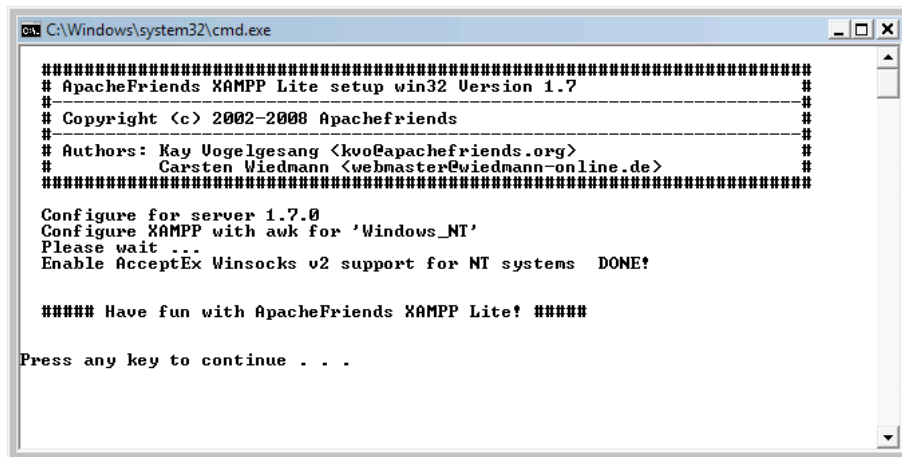 C:\Windows\system32\cmd.exe
########################################################################
# ApacheFriends XAMPP Lite setup win32 Version 1.7 #
#----------------------------------------------------------------------#
# Copyright (c) 2002-2008 Apachefriends #
#----------------------------------------------------------------------#
# Authors: Kay Vogelgesang <kvo@apachefriends.org> #
# Carsten Wiedmann <webmaster@wiedmann-online.de> #
########################################################################
Configure for server 1.7.0
Configure XAMPP with awk for 'Windows_NT'
Please wait ...
Enable AcceptEx Winsocks v2 support for NT systems DONE!
##### Have fun with ApacheFriends XAMPP Lite! #####
Press any key to continue . . .